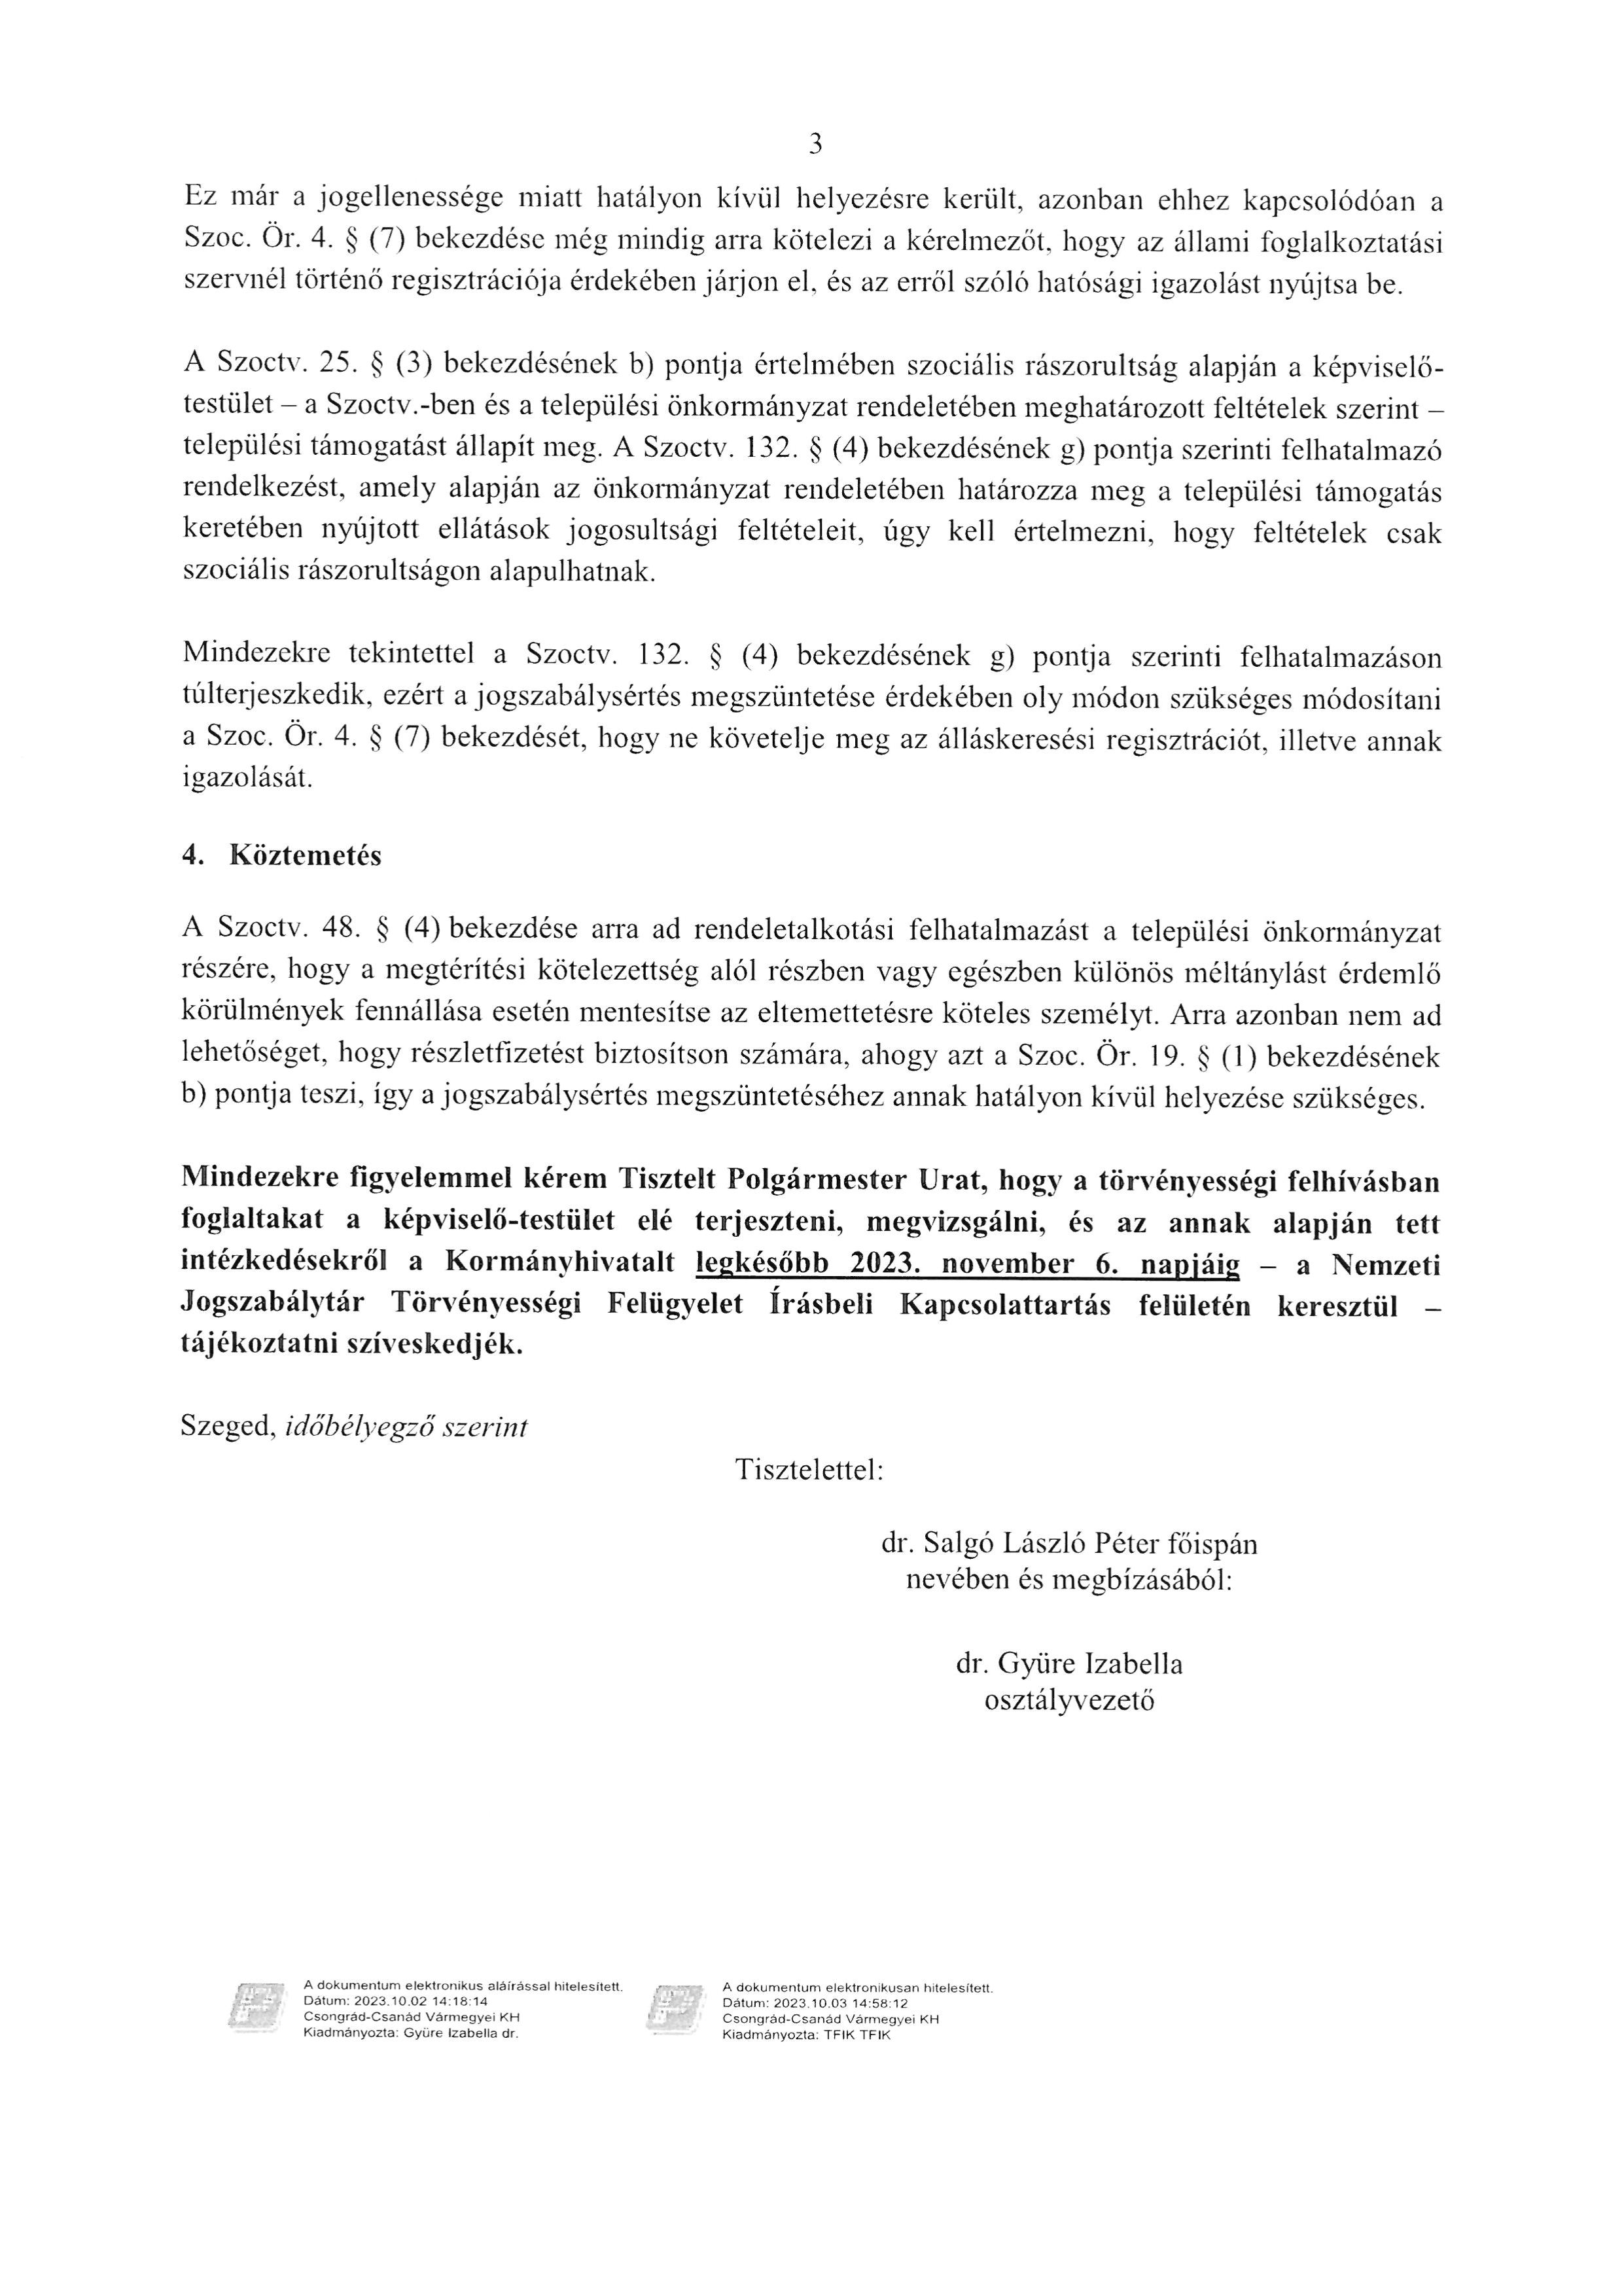 3
Ez már a jogellenessége miatt hatályon kívül helyezésre került, azonban ehhez kapcsolódóan a
Szoc. Ör. 4. § (7) bekezdése még mindig arra kötelezi a kérelmezőt, hogy az állami foglalkoztatási
szervnél történő regisztrációja érdekében járjon el, és az erről szóló hatósági igazolást nyújtsa be.
A Szoctv. 25. § (3) bekezdésének b) pontja értelmében szociális rászorultság alapján a képviselő-
testület – a Szoctv.-ben és a települési önkormányzat rendeletében meghatározott feltételek szerint –
települési támogatást állapít meg. A Szoctv. 132. § (4) bekezdésének g) pontja szerinti felhatalmazó
rendelkezést, amely alapján az önkormányzat rendeletében határozza meg a települési támogatás
keretében nyújtott ellátások jogosultsági feltételeit, úgy kell értelmezni, hogy feltételek csak
szociális rászorultságon alapulhatnak.
Mindezekre tekintettel a Szoctv. 132. § (4) bekezdésének g) pontja szerinti felhatalmazáson
túlterjeszkedik, ezért a jogszabálysértés megszüntetése érdekében oly módon szükséges módosítani
a Szoc. Ör. 4. § (7) bekezdését, hogy ne követelje meg az álláskeresési regisztrációt, illetve annak
igazolását.
4. Köztemetés
A Szoctv. 48. § (4) bekezdése arra ad rendeletalkotási felhatalmazást a települési önkormányzat
részére, hogy a megtérítési kötelezettség alól részben vagy egészben különös méltánylást érdemlő
körülmények fennállása esetén mentesítse az eltemettetésre köteles személyt. Arra azonban nem ad
lehetőséget, hogy részletfizetést biztosítson számára, ahogy azt a Szoc. Ör. 19. § (1) bekezdésének
b) pontja teszi, így a jogszabálysértés megszüntetéséhez annak hatályon kívül helyezése szükséges.
Mindezekre figyelemmel kérem Tisztelt Polgármester Urat, hogy a törvényességi felhívásban
foglaltakat a képviselő-testület elé terjeszteni, megvizsgálni, és az annak alapján tett
intézkedésekről a Kormányhivatalt legkésőbb 2023. november 6. napjáig – a Nemzeti
Jogszabálytár Törvényességi Felügyelet Írásbeli Kapcsolattartás felületén keresztül –
tájékoztatni szíveskedjék.
Szeged, időbélyegző szerint
Tisztelettel:
dr. Salgó László Péter főispán
nevében és megbízásából:
dr. Gyüre Izabella
osztályvezető
A dokumentum elektronikus aláírással hitelesített.
Dátum: 2023.10.02 14:18:14
Csongrád-Csanád Vármegyei KH
Kiadmányozta: Gyüre Izabella dr.
A dokumentum elektronikusan hitelesített.
Dátum: 2023.10.03 14:58:12
Csongrád-Csanád Vármegyei KH
Kiadmányozta: TFIK TFIK